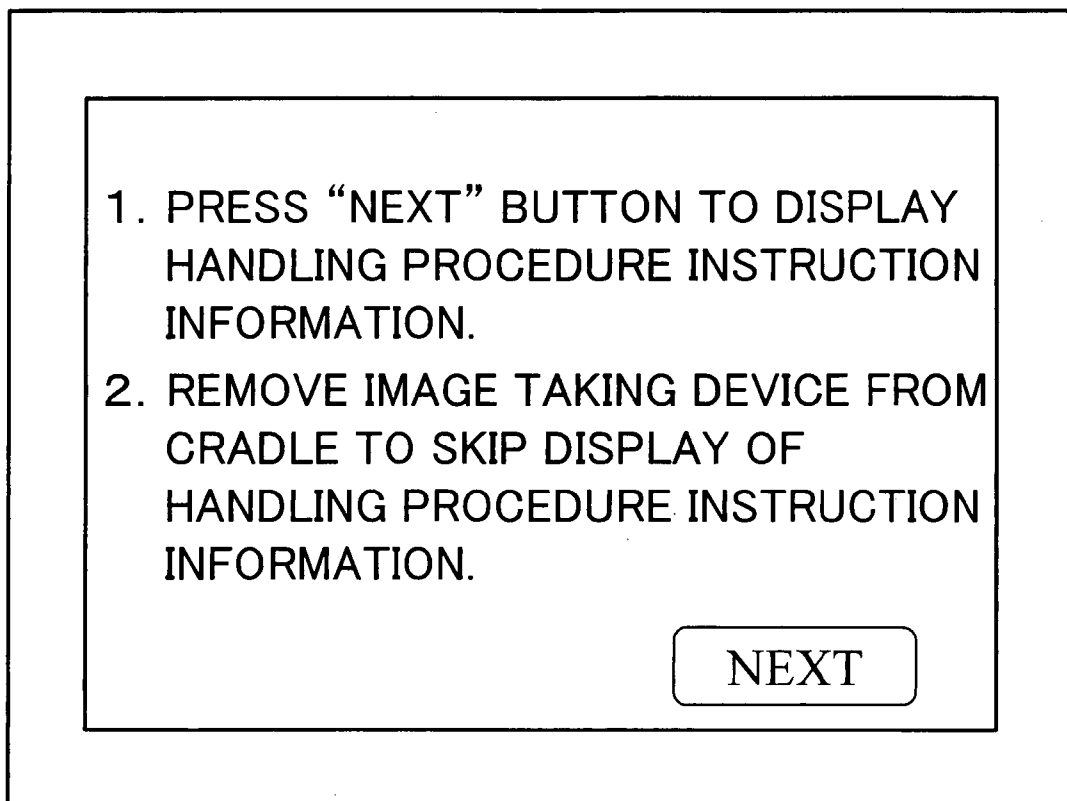 1. PRESS “NEXT” BUTTON TO DISPLAY
HANDLING PROCEDURE INSTRUCTION
INFORMATION.
2. REMOVE IMAGE TAKING DEVICE FROM
CRADLE TO SKIP DISPLAY OF
HANDLING PROCEDURE INSTRUCTION
INFORMATION.
NEXT